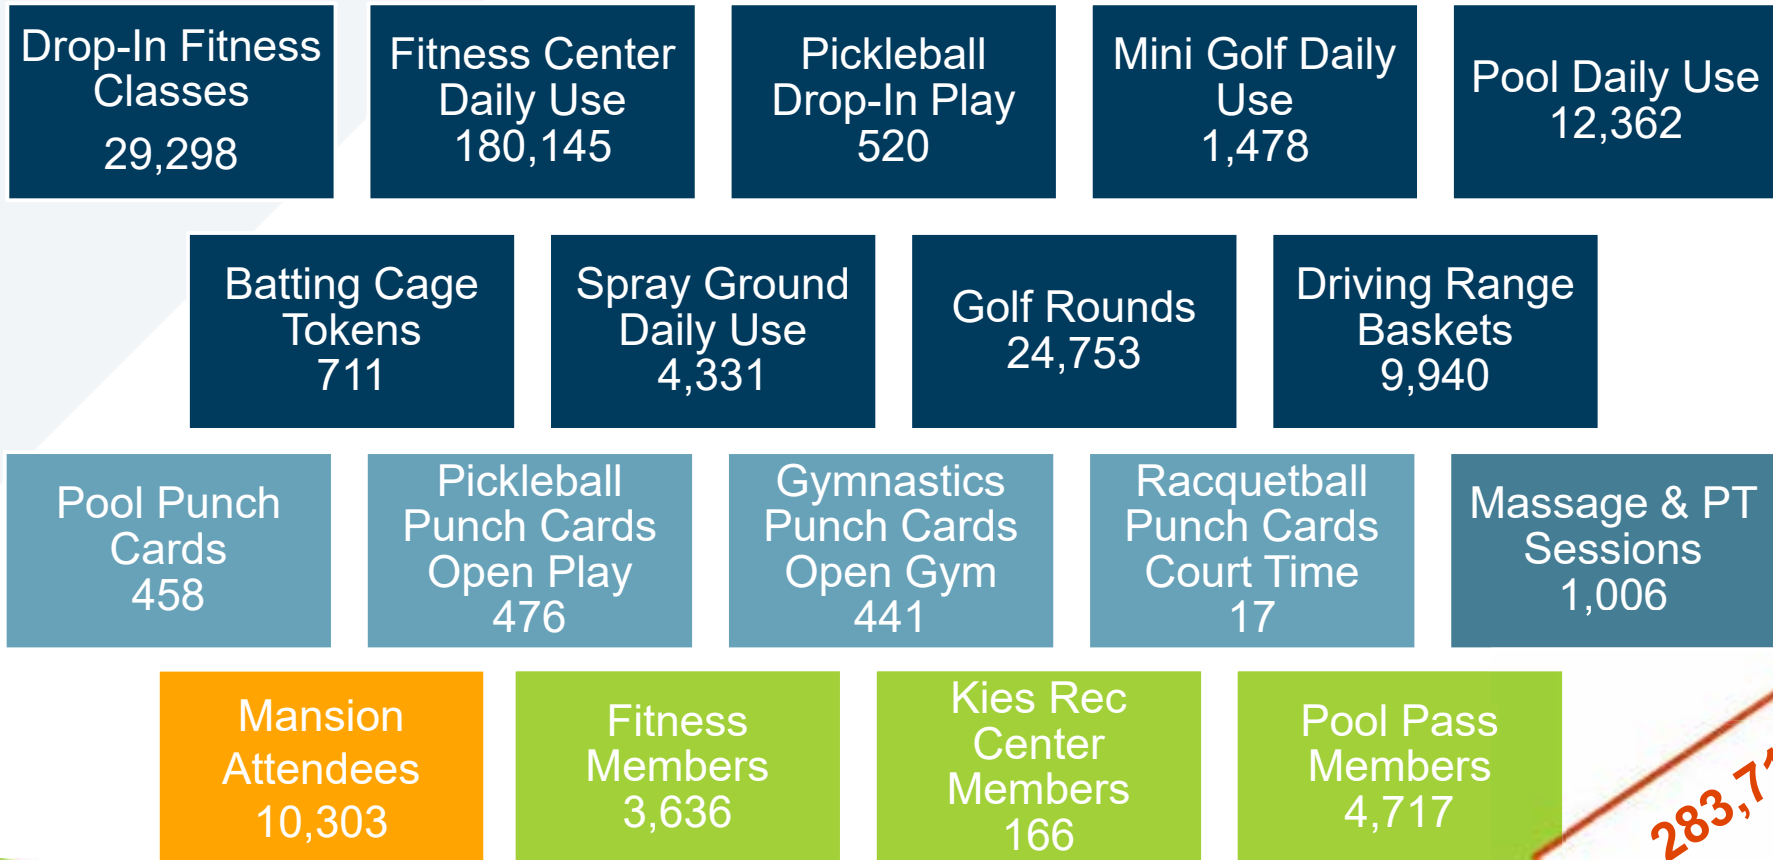 Drop-In Fitness
Classes
29,298
Fitness Center
Daily Use
180,145
Pickleball
Drop-In Play
520
Mini Golf Daily
Use
1,478
Pool Daily Use
12,362
Batting Cage
Tokens
711
Spray Ground
Daily Use
4,331
Golf Rounds
24,753
Driving Range
Baskets
9,940
Pool Punch
Cards
458
Pickleball
Punch Cards
Open Play
476
Gymnastics
Punch Cards
Open Gym
441
Racquetball
Punch Cards
Court Time
17
Massage & PT
Sessions
1,006
Mansion
Attendees
10,303
Fitness
Members
3,636
Kies Rec
Center
Members
166
Pool Pass
Members
4,717